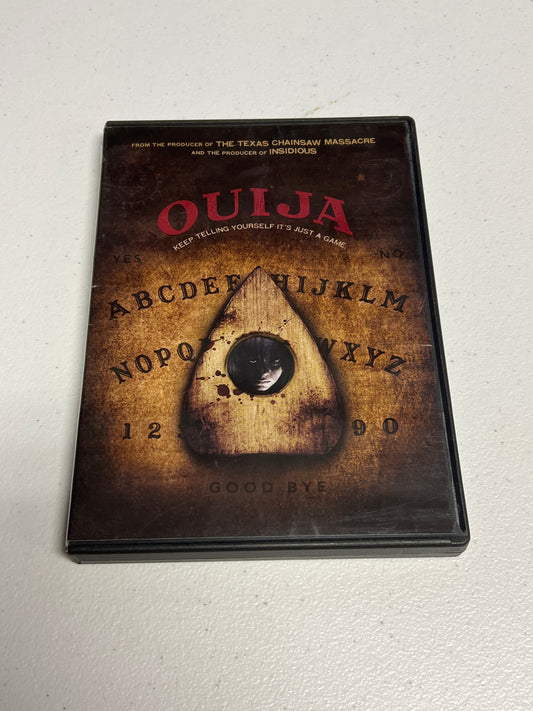 FROM THE PRODUCER OF THE TEXAS CHAINSAW MASSACRE
AND THE PRODUCER OF INSIDIOUS
OUIJA
KEEP TELLING YOURSELF IT'S JUST A GAME.
YES NO
ABCDEF HIJKLM
NOPQ WXYZ
12 90
GOOD BYE